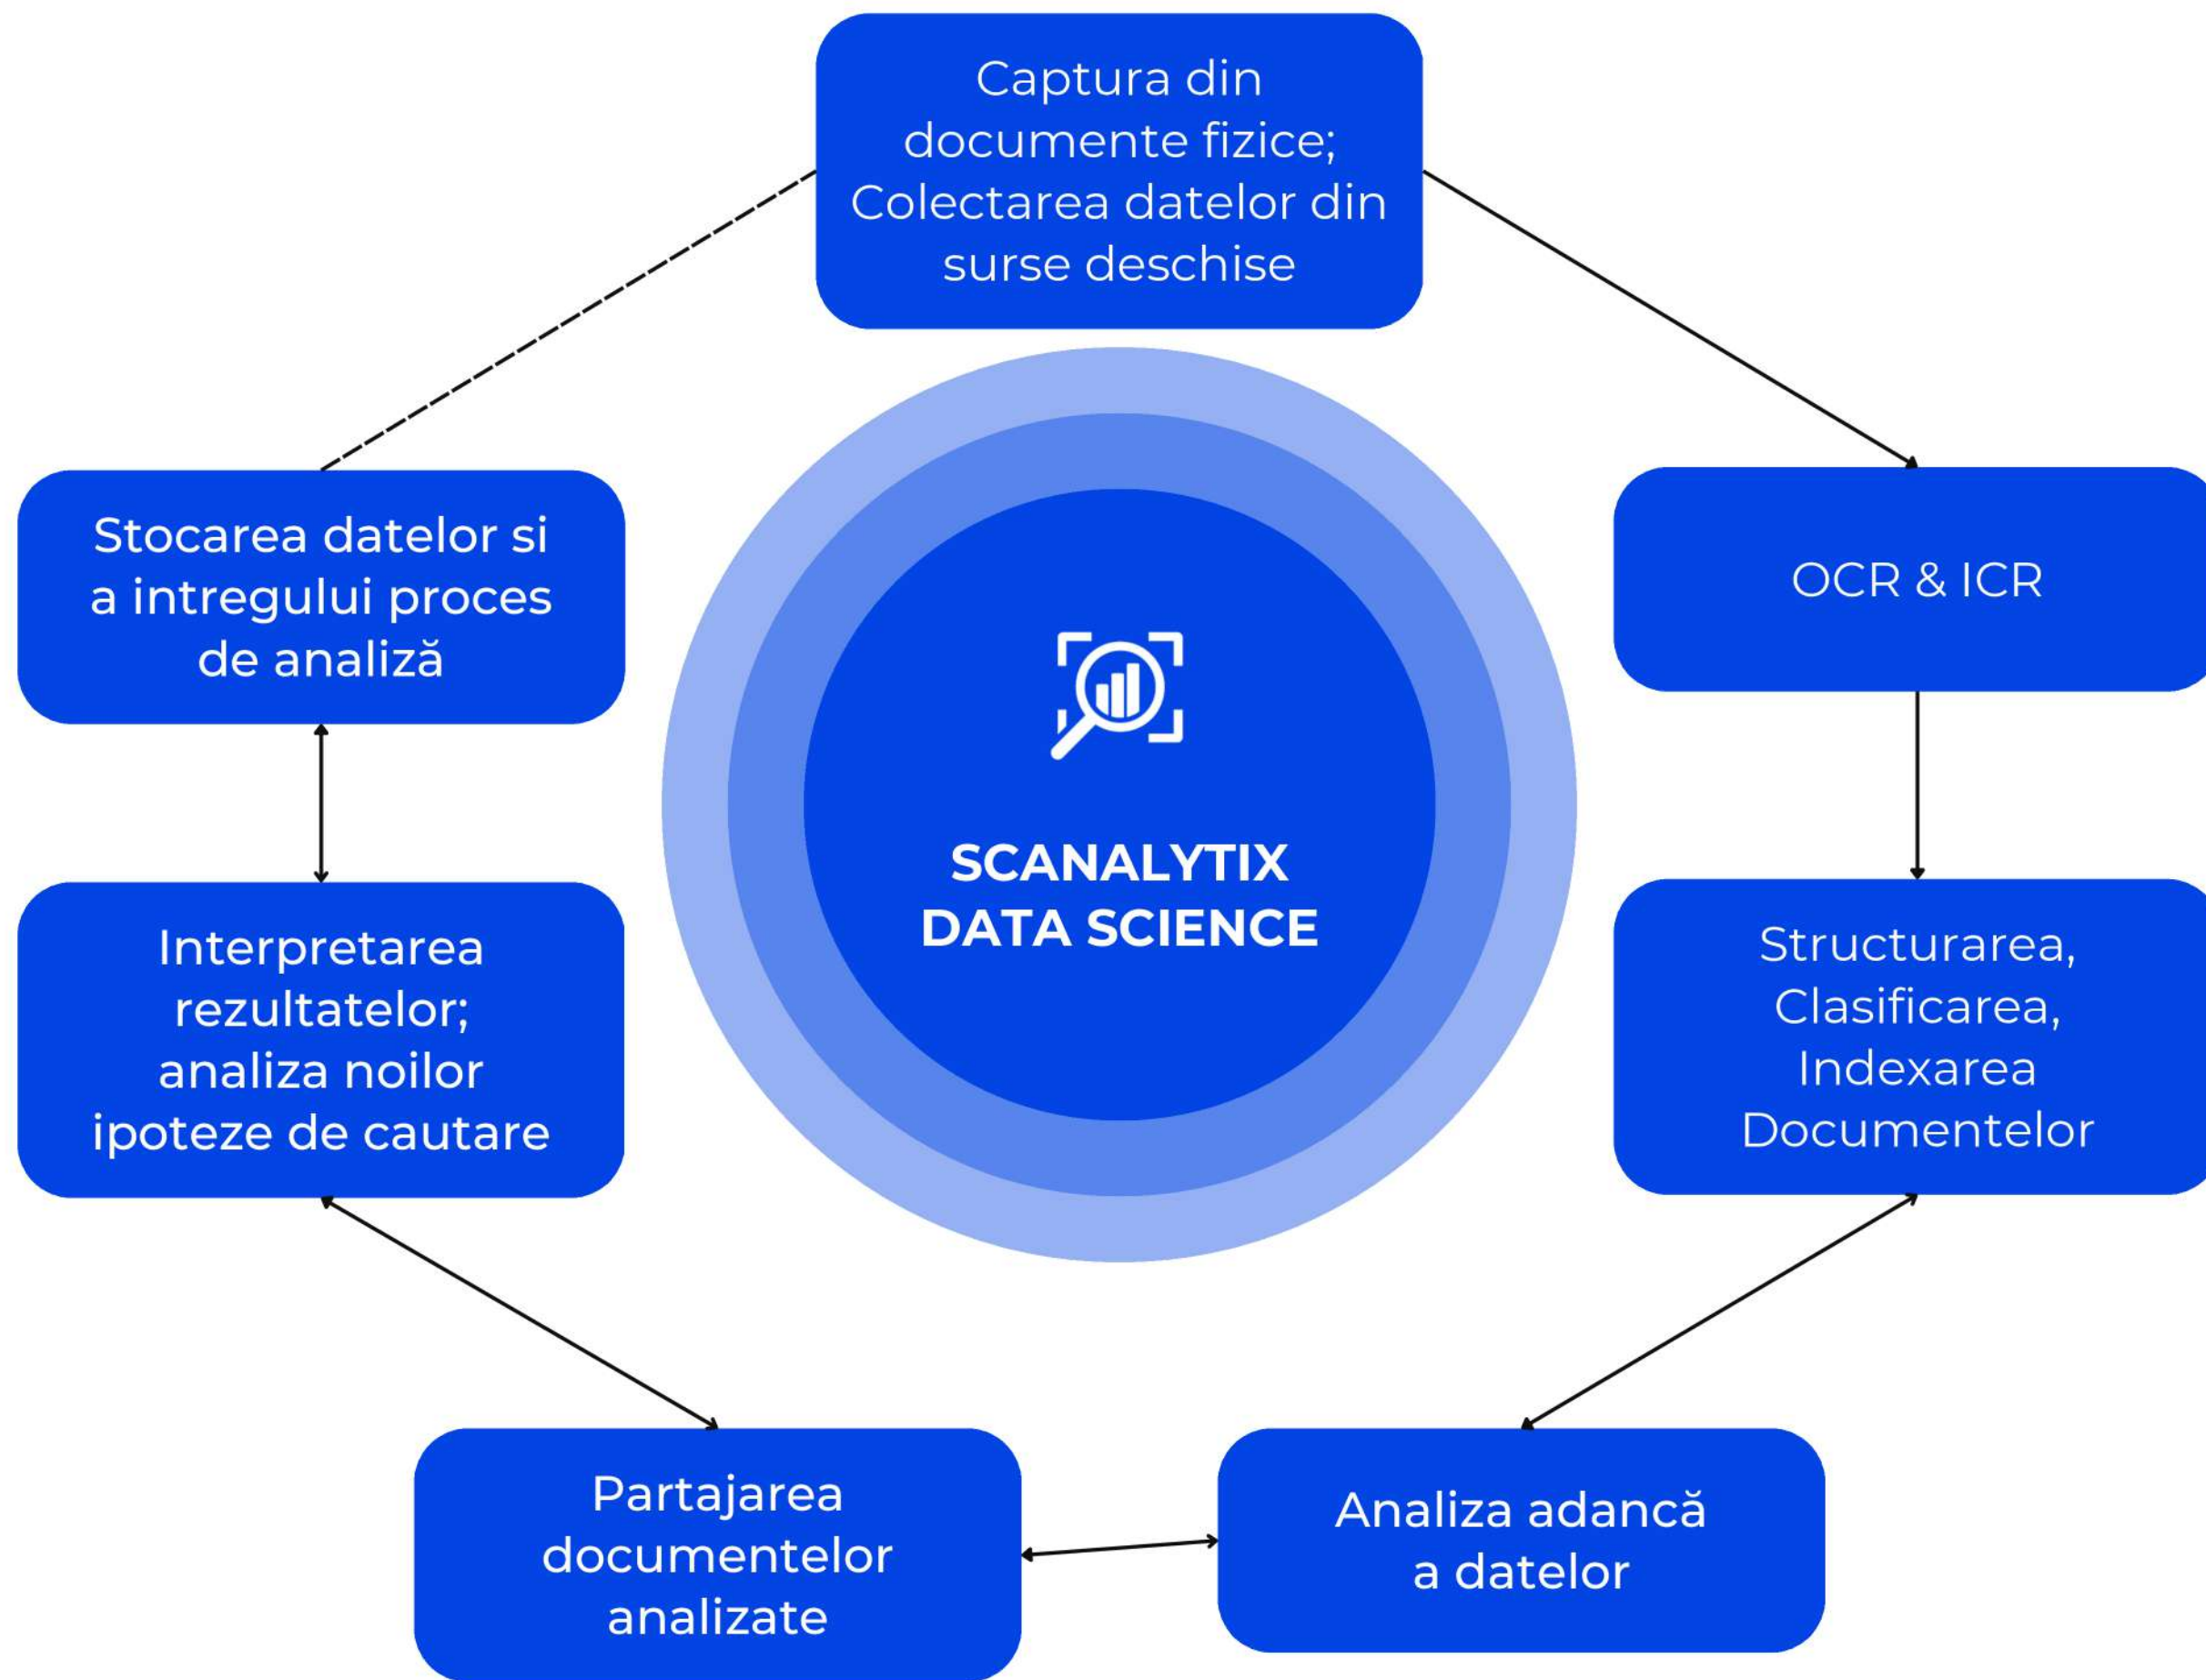 Captura din
documente fizice;
Colectarea datelor din
surse deschise
OCR & ICR
Structurarea,
Clasificarea,
Indexarea
Documentelor
Analiza adancă
a datelor
Partajarea
documentelor
analizate
Interpretarea
rezultatelor;
analiza noilor
ipoteze de cautare
Stocarea datelor si
a intregului proces
de analiză
SCANALYTIX
DATA SCIENCE